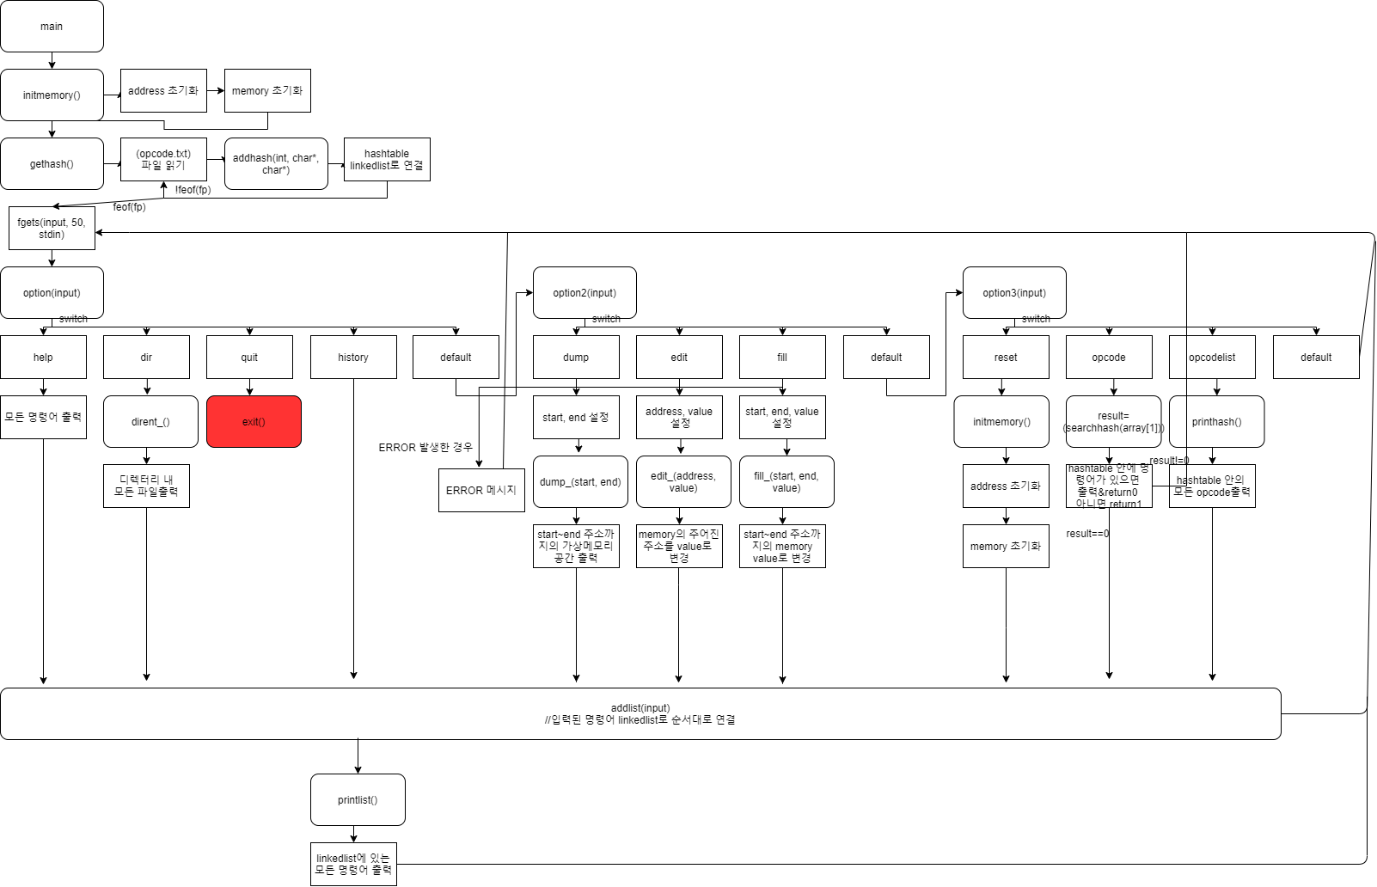 main
initmemory()
address 초기화
memory 초기화
gethash()
(opcode.txt)
파일 읽기
addhash(int, char*,
char*)
hashtable
linkedlist로 연결
!feof(fp)
feof(fp)
fgets(input, 50,
stdin)
option(input)
option2(input)
option3(input)
switch
switch
switch
help
dir
quit
history
default
dump
edit
fill
default
reset
opcode
opcodelist
default
모든 명령어 출력
dirent_()
exit()
start, end 설정
address, value
설정
start, end, value
설정
initmemory()
result=
(searchhash(array[1]))
printhash()
ERROR 발생한 경우
ERROR 메시지
디렉터리 내
모든 파일출력
dump_(start, end)
edit_(address,
value)
fill_(start, end,
value)
address 초기화
result!=0
hashtable 안에 명
령어가 있으면
출력&return0
아니면 return1
hashtable 안의
모든 opcode출력
start~end 주소까
지의 가상메모리
공간 출력
memory의 주어진
주소를 value로
변경
start~end 주소까
지의 memory
value로 변경
memory 초기화
result==0
addlist(input)
//입력된 명령어 linkedlist로 순서대로 연결
printlist()
linkedlist에 있는
모든 명령어 출력